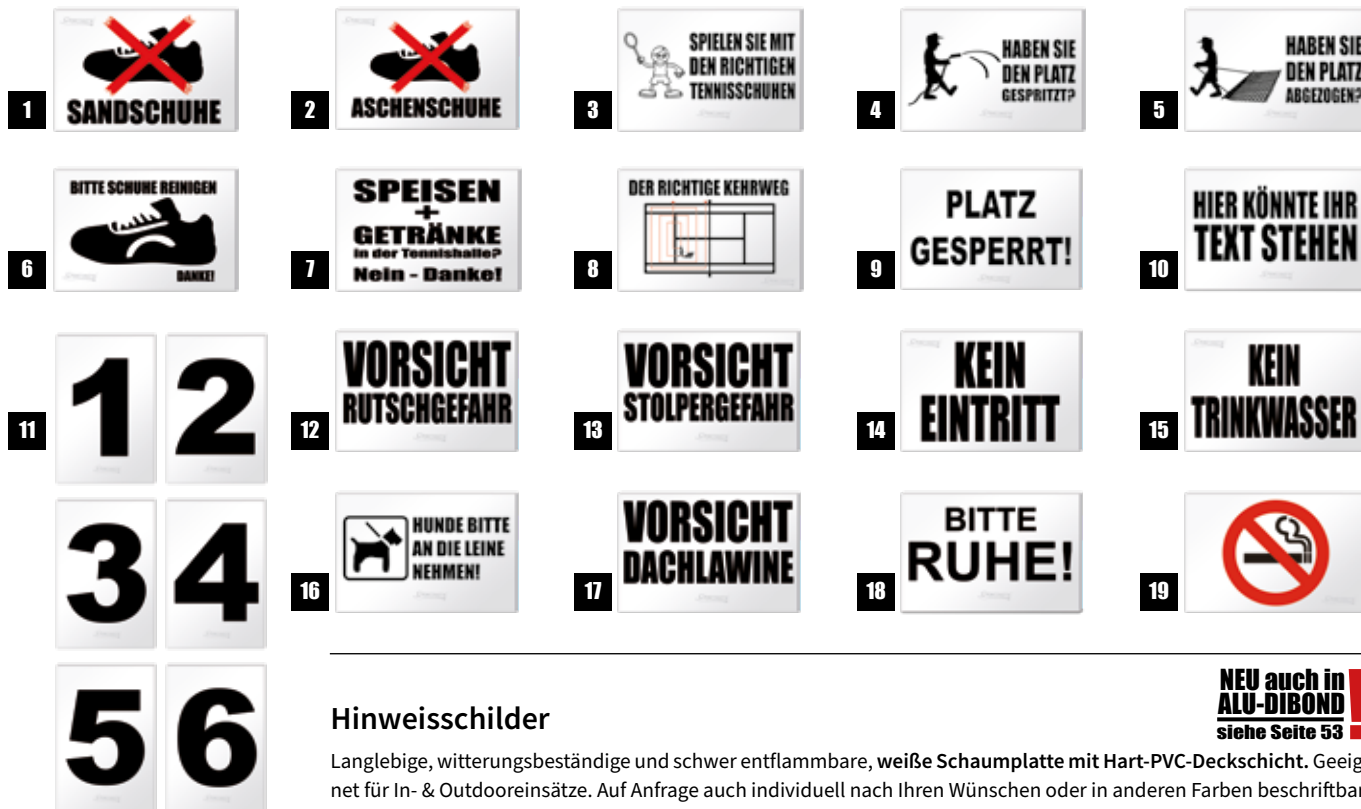 1
SANDSCHUHE
2
ASCHENSCHUHE
3
SPIELEN SIE MIT
DEN RICHTIGEN
TENNISSCHUHEN
4
HABEN SIE
DEN PLATZ
GESPRITZT?
5
HABEN SIE
DEN PLATZ
ABGEZOGEN?
6
BITTE SCHUHE REINIGEN
DANKE!
7
SPEISEN
+
GETRÄNKE
in der Tennishalle?
Nein - Danke!
8
DER RICHTIGE KEHRWEG
9
PLATZ
GESPERRT!
10
HIER KÖNNTE IHR
TEXT STEHEN
11
1
2
3
4
5
6
12
VORSICHT
RUTSCHGEFAHR
13
VORSICHT
STOLPERGEFAHR
14
KEIN
EINTRITT
15
KEIN
TRINKWASSER
16
HUNDE BITTE
AN DIE LEINE
NEHMEN!
17
VORSICHT
DACHLAWINE
18
BITTE
RUHE!
19
NEU auch in
ALU-DIBOND
siehe Seite 53
!
Hinweisschilder
Langlebige, witterungsbeständige und schwer entflammbare, weiße Schaumplatte mit Hart-PVC-Deckschicht. Geeig
net für In- & Outdooreinsätze. Auf Anfrage auch individuell nach Ihren Wünschen oder in anderen Farben beschriftbar